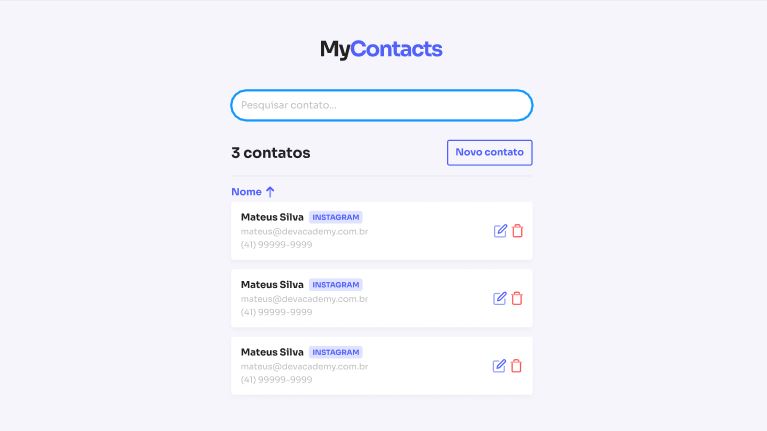 MyContacts
Pesquisar contato...
3 contatos
Novo contato
Nome
Mateus Silva INSTAGRAM
mateus@devacademy.com.br
(41) 99999-9999
Mateus Silva INSTAGRAM
mateus@devacademy.com.br
(41) 99999-9999
Mateus Silva INSTAGRAM
mateus@devacademy.com.br
(41) 99999-9999